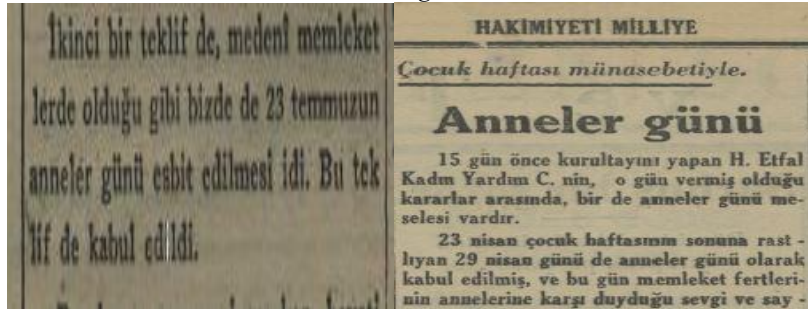 İkinci bir teklif de, medenî memleket
lerde olduğu gibi bizde de 23 temmuzun
anneler günü esbit edilmesi idi. Bu tek
lif de kabul edildi.
HAKİMİYETİ MİLLİYE
Çocuk haftası münasebetiyle.
Anneler günü
15 gün önce kurultayını yapan H. Etfal
Kadın Yardım C. nin, o gün vermiş olduğu
kararlar arasında, bir de anneler günü me-
selesi vardır.
23 nisan çocuk haftasının sonuna rast -
lıyan 29 nisan günü de anneler günü olarak
kabul edilmiş, ve bu gün memleket fertleri-
nin annelerine karşı duyduğu sevgi ve say -